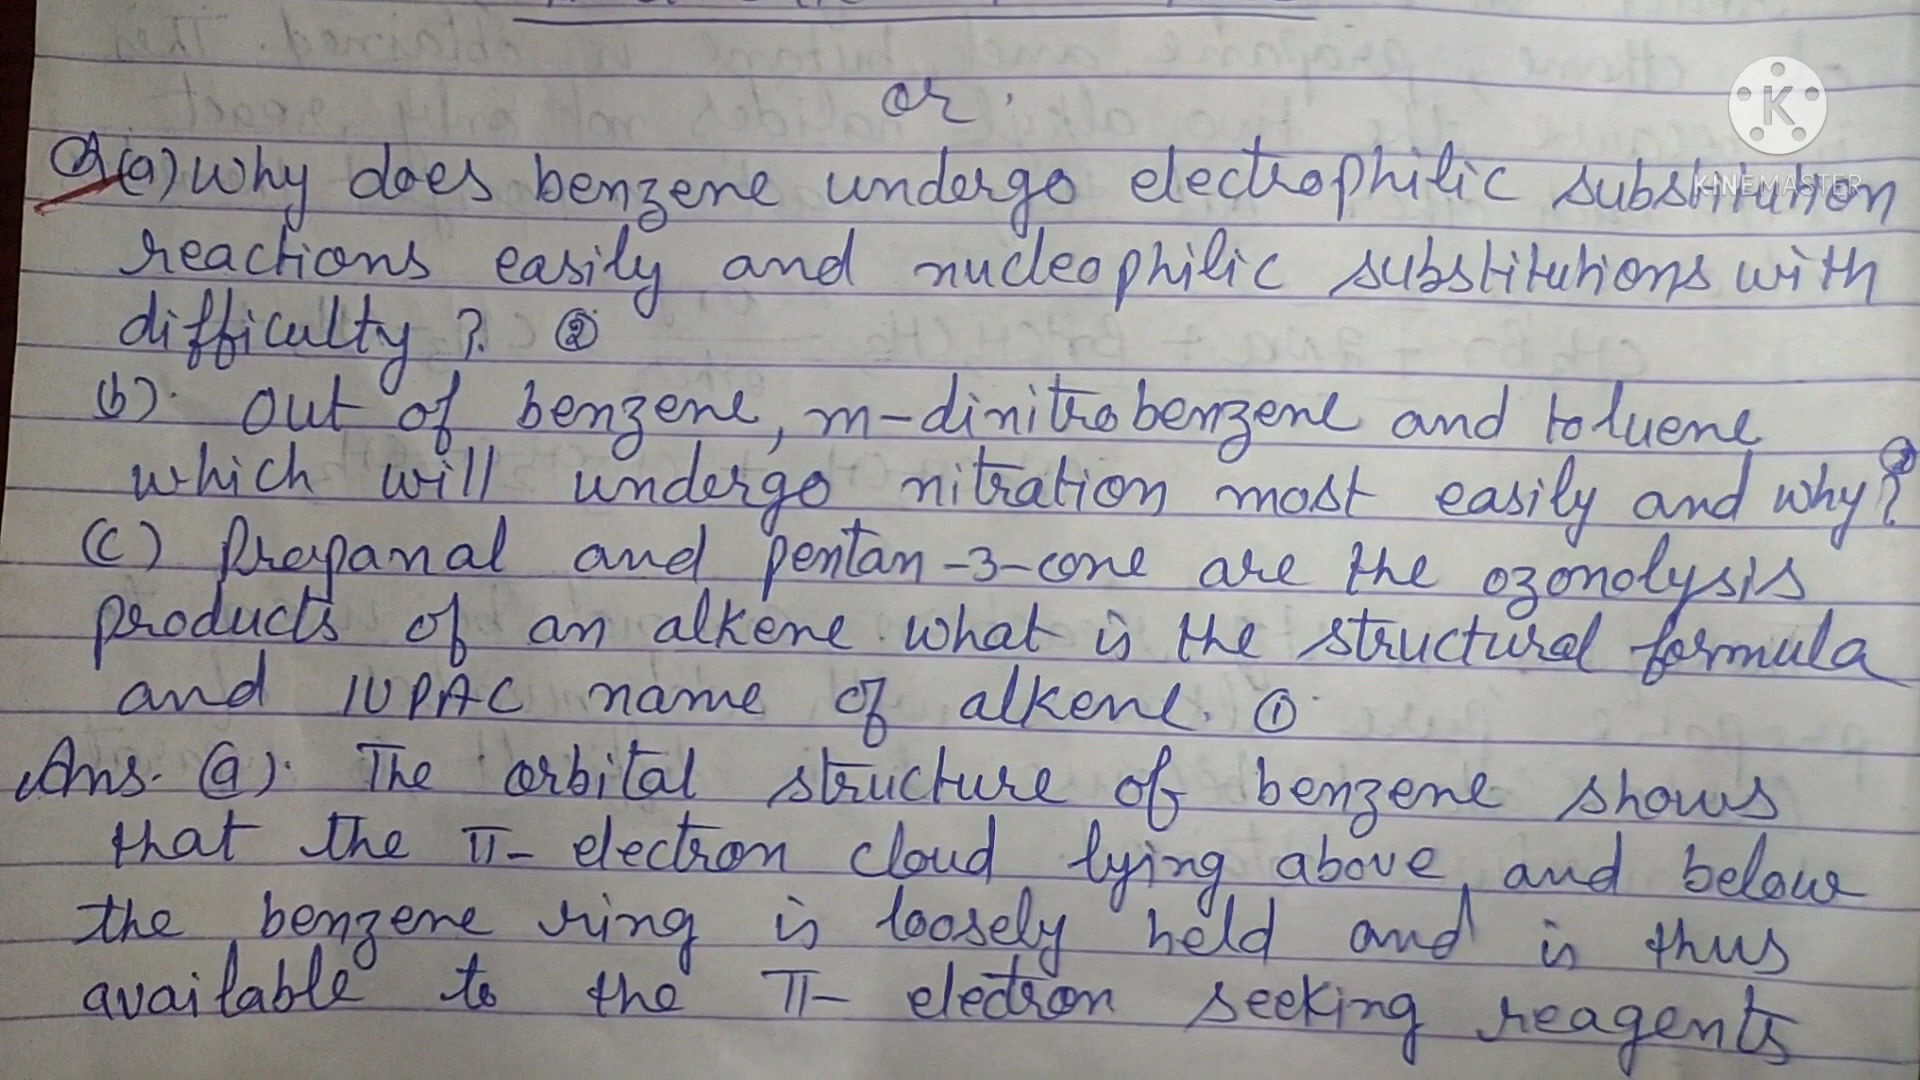 or.
Q(a) Why does benzene undergo electrophilic substitution
reactions easily and nucleophilic substitutions with
difficulty? ②
(b). Out of benzene, m-dinitrobenzene and toluene
which will undergo nitration most easily and why?
(c) Propanal and pentan-3-one are the ozonolysis
products of an alkene what is the structural formula
and IUPAC name of alkene. ①
Ans. (a). The orbital structure of benzene shows
that the π- electron cloud lying above and below
the benzene ring is loosely held and is thus
available to the π- electron seeking reagents
K
KINEMASTER